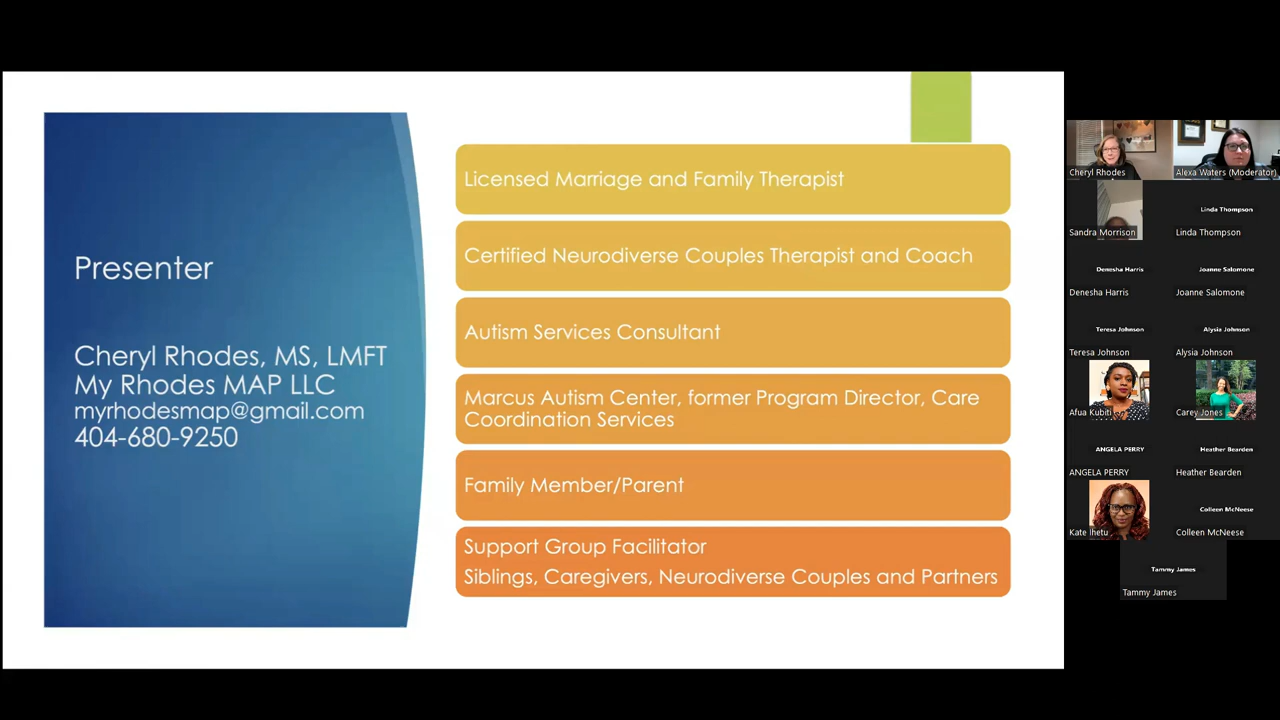 Presenter
Cheryl Rhodes, MS, LMFT
My Rhodes MAP LLC
myrhodesmap@gmail.com
404-680-9250
Licensed Marriage and Family Therapist
Certified Neurodiverse Couples Therapist and Coach
Autism Services Consultant
Marcus Autism Center, former Program Director, Care
Coordination Services
Family Member/Parent
Support Group Facilitator
Siblings, Caregivers, Neurodiverse Couples and Partners
Cheryl Rhodes
Alexa Waters (Moderator)
Sandra Morrison
Linda Thompson
Linda Thompson
Denesha Harris
Denesha Harris
Joanne Salomone
Joanne Salomone
Teresa Johnson
Teresa Johnson
Alysia Johnson
Alysia Johnson
Afua Kubiti
Carey Jones
ANGELA PERRY
ANGELA PERRY
Heather Bearden
Heather Bearden
Kate Ihetu
Colleen McNeese
Colleen McNeese
Tammy James
Tammy James